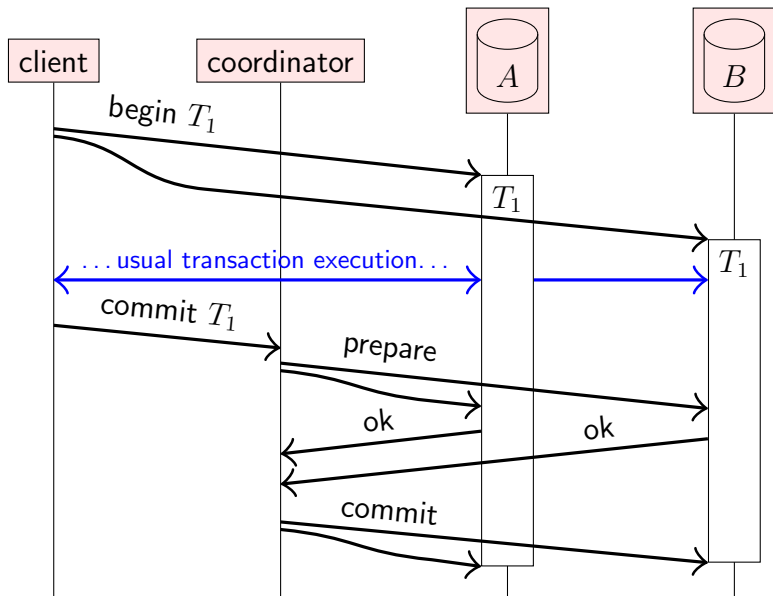 client
coordinator
A
B
begin T₁
T₁
T₁
...usual transaction execution...
commit T₁
prepare
ok
ok
commit